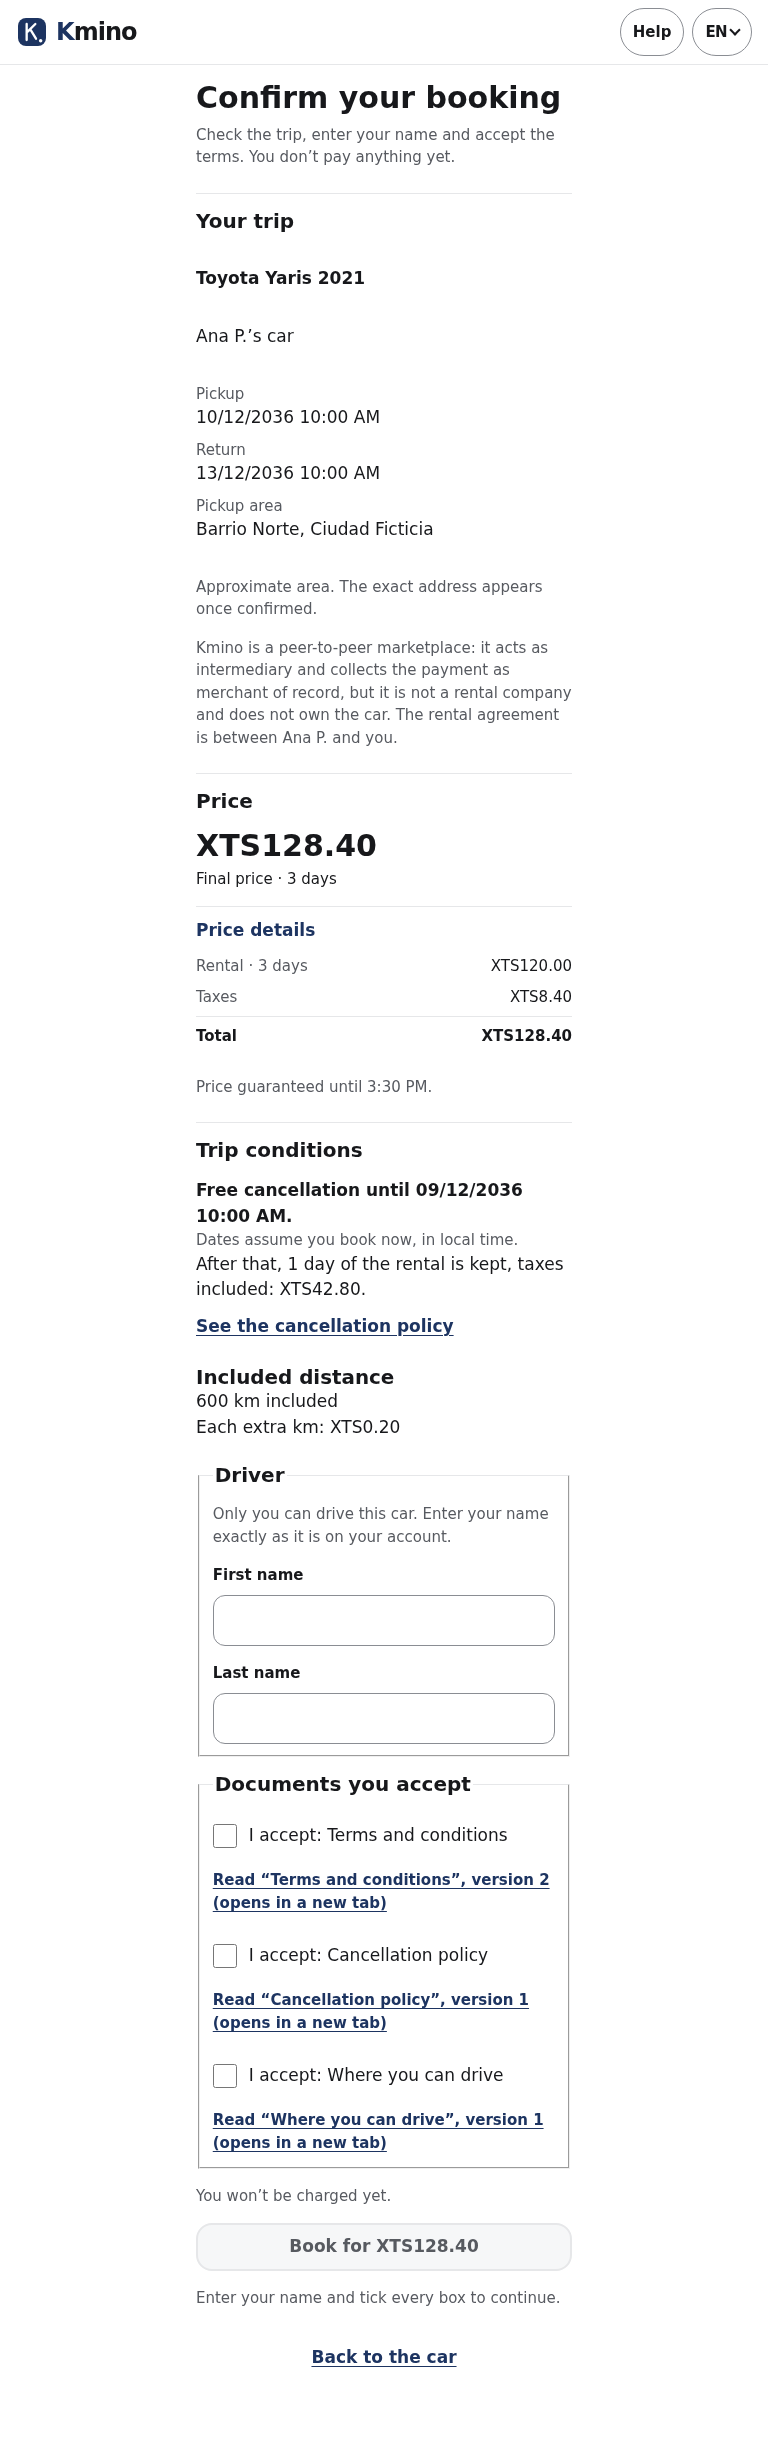 K. Kmino
Help
EN
Confirm your booking
Check the trip, enter your name and accept the
terms. You don’t pay anything yet.
Your trip
Toyota Yaris 2021
Ana P.’s car
Pickup
10/12/2036 10:00 AM
Return
13/12/2036 10:00 AM
Pickup area
Barrio Norte, Ciudad Ficticia
Approximate area. The exact address appears
once confirmed.
Kmino is a peer-to-peer marketplace: it acts as
intermediary and collects the payment as
merchant of record, but it is not a rental company
and does not own the car. The rental agreement
is between Ana P. and you.
Price
XTS128.40
Final price · 3 days
Price details
Rental · 3 days XTS120.00
Taxes XTS8.40
Total XTS128.40
Price guaranteed until 3:30 PM.
Trip conditions
Free cancellation until 09/12/2036
10:00 AM.
Dates assume you book now, in local time.
After that, 1 day of the rental is kept, taxes
included: XTS42.80.
See the cancellation policy
Included distance
600 km included
Each extra km: XTS0.20
Driver
Only you can drive this car. Enter your name
exactly as it is on your account.
First name
Last name
Documents you accept
I accept: Terms and conditions
Read “Terms and conditions”, version 2
(opens in a new tab)
I accept: Cancellation policy
Read “Cancellation policy”, version 1
(opens in a new tab)
I accept: Where you can drive
Read “Where you can drive”, version 1
(opens in a new tab)
You won’t be charged yet.
Book for XTS128.40
Enter your name and tick every box to continue.
Back to the car